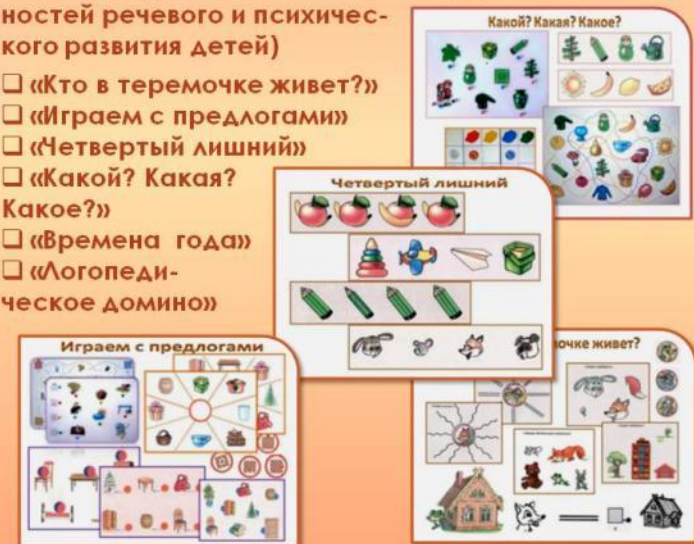 ностей речевого и психичес-
кого развития детей)
❑ «Кто в теремочке живет?»
❑ «Играем с предлогами»
❑ «Четвертый лишний»
❑ «Какой? Какая?
Какое?»
❑ «Времена года»
❑ «Логопеди-
ческое домино»
Какой? Какая? Какое?
Четвертый лишний
Играем с предлогами
мочке живет?